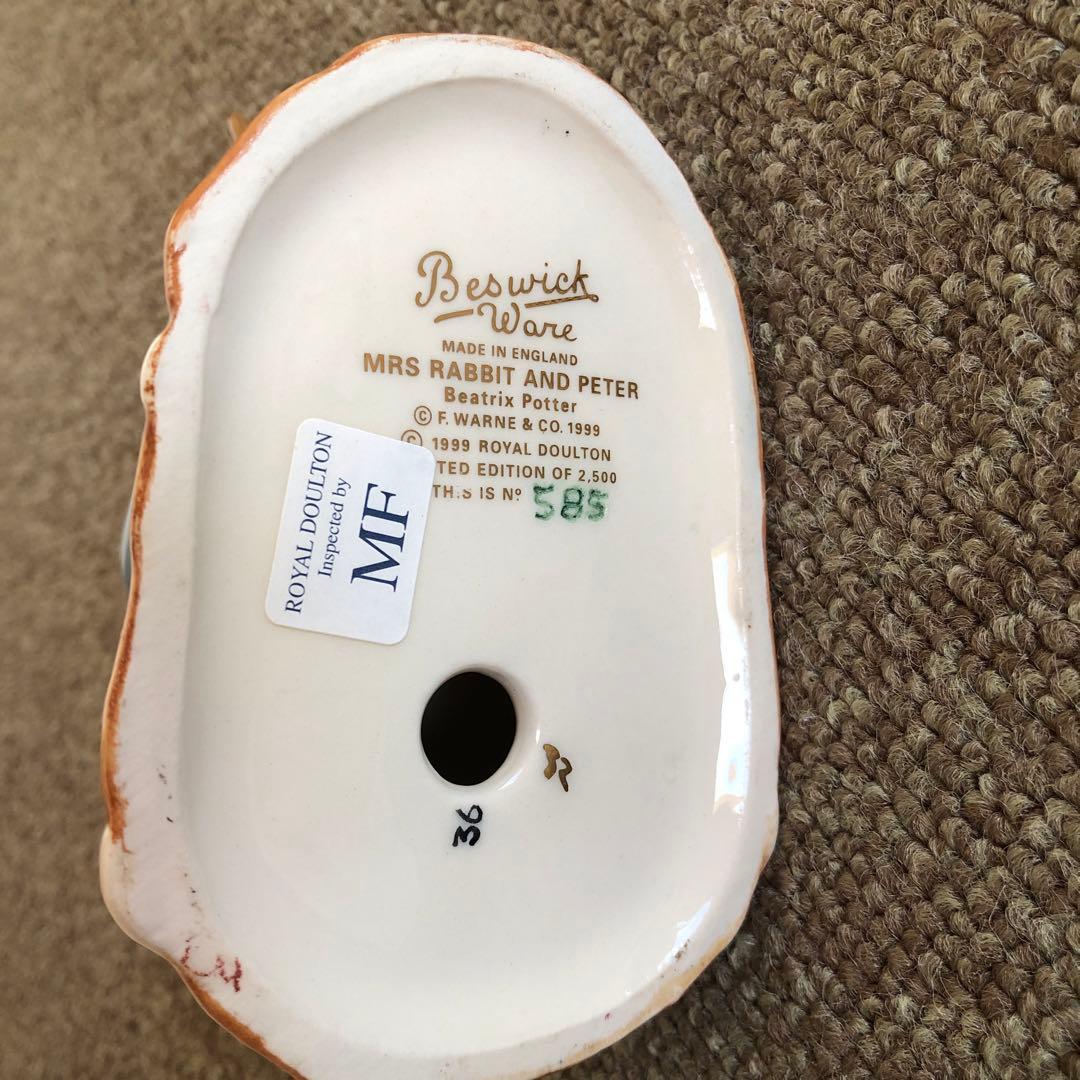 Beswick
Ware
MADE IN ENGLAND
MRS RABBIT AND PETER
Beatrix Potter
© F. WARNE & CO. 1999
© 1999 ROYAL DOULTON
TED EDITION OF 2,500
THIS IS Nº 585
ROYAL DOULTON
Inspected by
MF
36